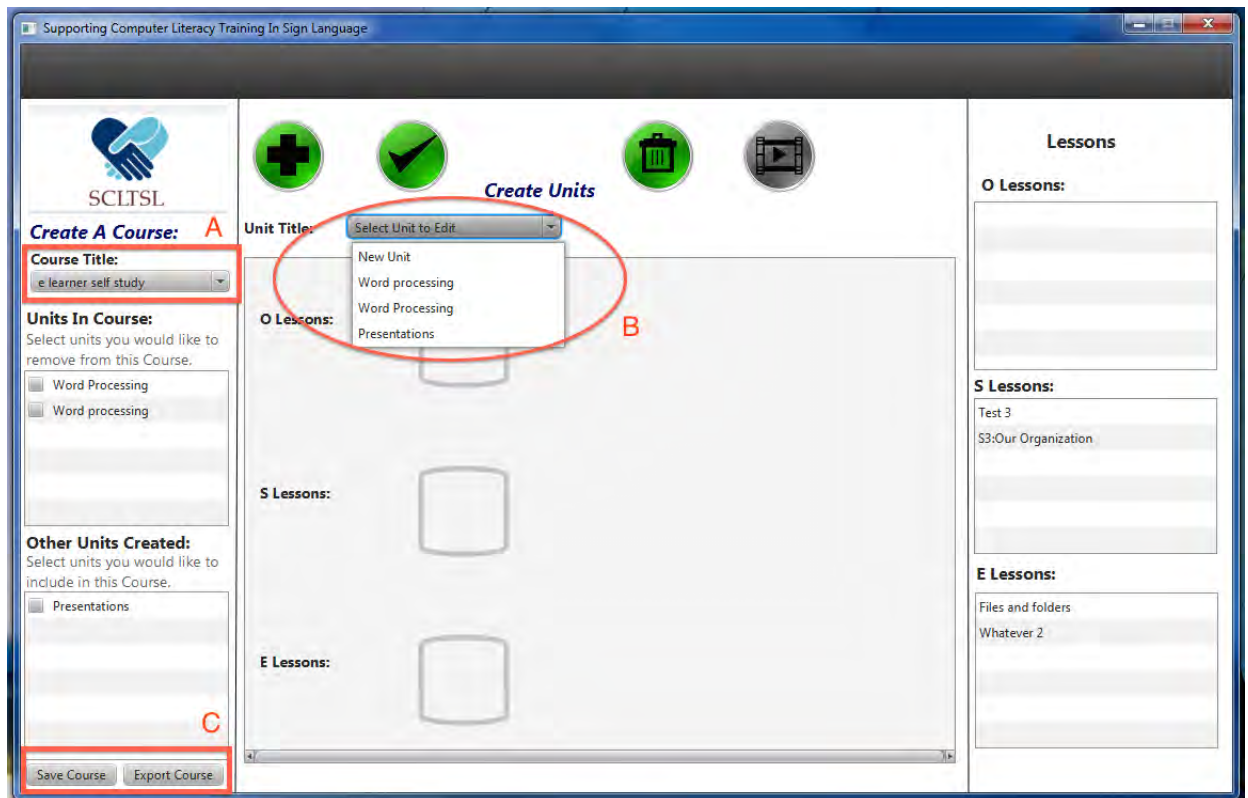 Supporting Computer Literacy Training In Sign Language
X
SCLTSL
Create A Course:
A
Course Title:
e learner self study
Units In Course:
Select units you would like to
remove from this Course.
Word Processing
Word processing
Other Units Created:
Select units you would like to
include in this Course.
Presentations
C
Save Course
Export Course
Create Units
Unit Title:
Select Unit to Edit
New Unit
Word processing
Word Processing
Presentations
B
O Lessons:
S Lessons:
E Lessons:
Lessons
O Lessons:
S Lessons:
Test 3
S3:Our Organization
E Lessons:
Files and folders
Whatever 2